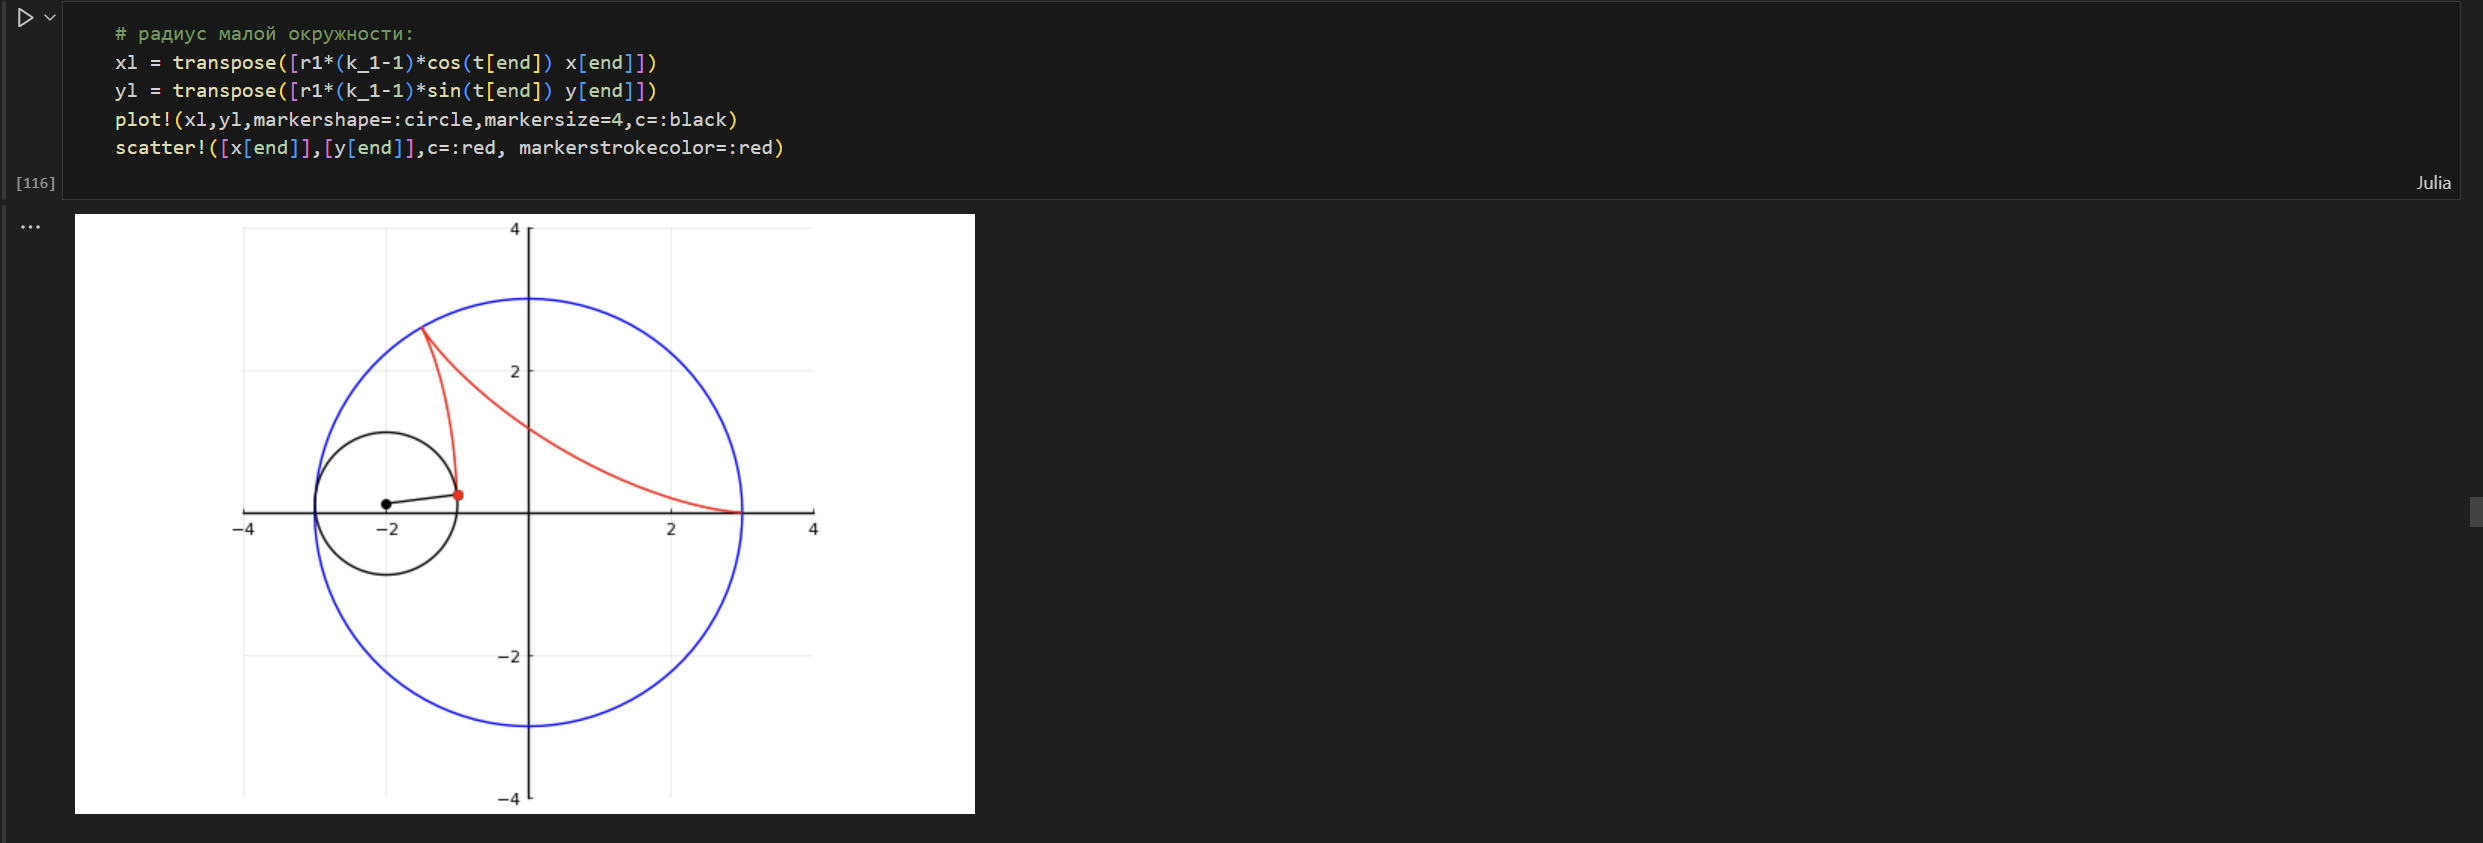 # радиус малой окружности:
xl = transpose([r1*(k_1-1)*cos(t[end]) x[end]])
yl = transpose([r1*(k_1-1)*sin(t[end]) y[end]])
plot!(xl,yl,markershape=:circle,markersize=4,c=:black)
scatter!([x[end]],[y[end]],c=:red, markerstrokecolor=:red)
[116]
Julia
...
4
2
−4
−2
2
4
−2
−4